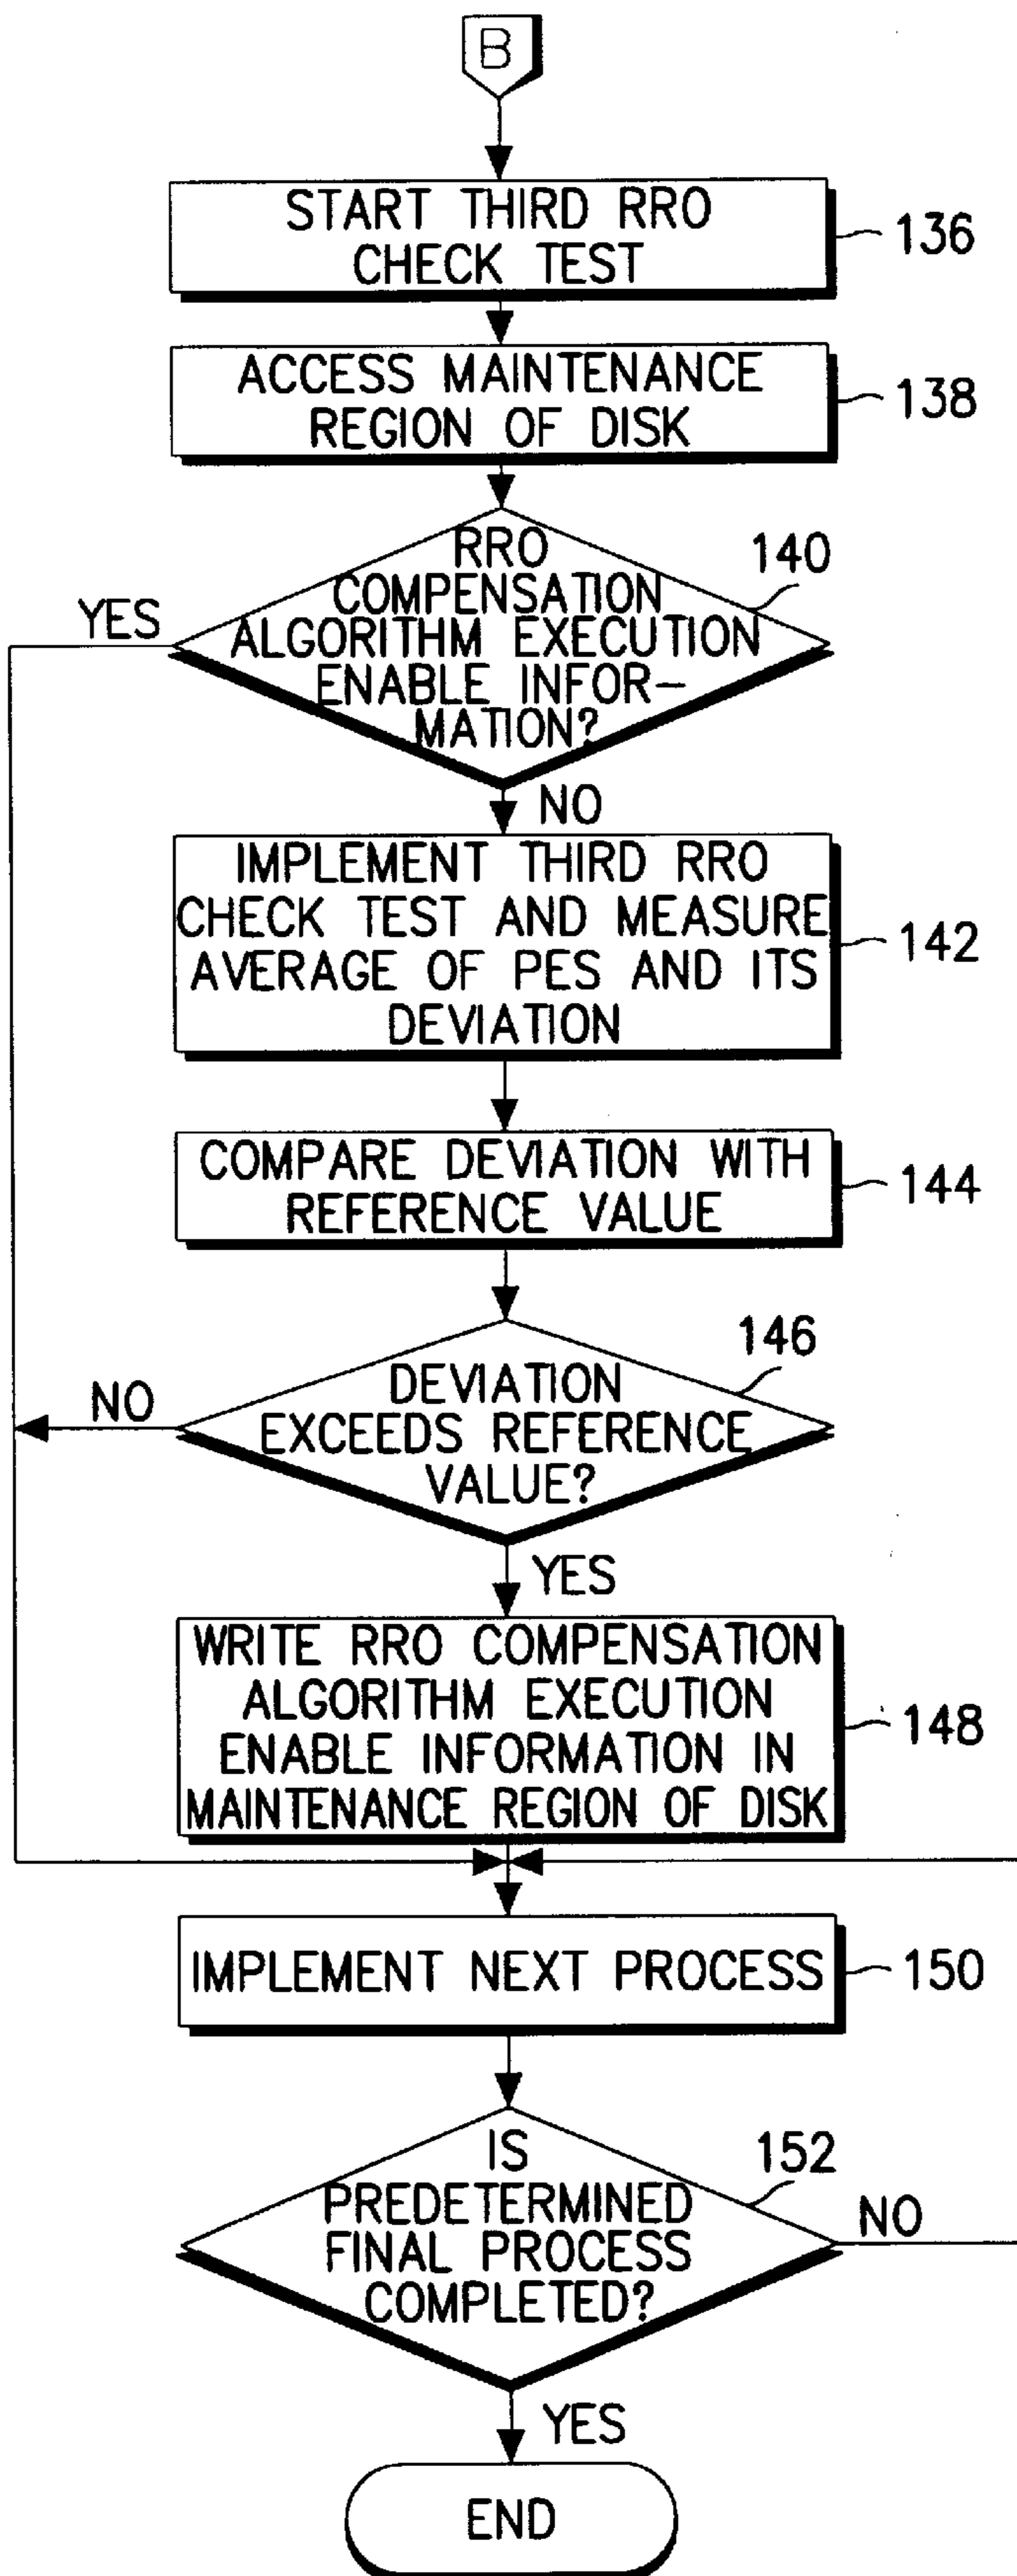 B
START THIRD RRO
CHECK TEST
136
ACCESS MAINTENANCE
REGION OF DISK
138
RRO
COMPENSATION
ALGORITHM EXECUTION
ENABLE INFOR-
MATION?
140
YES
NO
IMPLEMENT THIRD RRO
CHECK TEST AND MEASURE
AVERAGE OF PES AND ITS
DEVIATION
142
COMPARE DEVIATION WITH
REFERENCE VALUE
144
DEVIATION
EXCEEDS REFERENCE
VALUE?
146
NO
YES
WRITE RRO COMPENSATION
ALGORITHM EXECUTION
ENABLE INFORMATION IN
MAINTENANCE REGION OF DISK
148
IMPLEMENT NEXT PROCESS
150
IS
PREDETERMINED
FINAL PROCESS
COMPLETED?
152
NO
YES
END